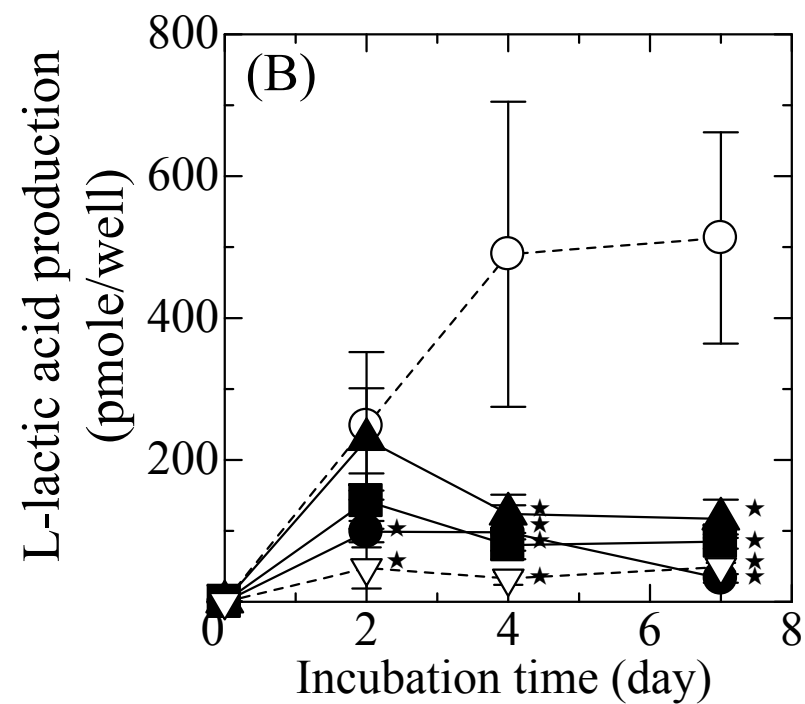 (B)
L-lactic acid production
(pmole/well)
800
600
400
200
0 2 4 6 8
Incubation time (day)